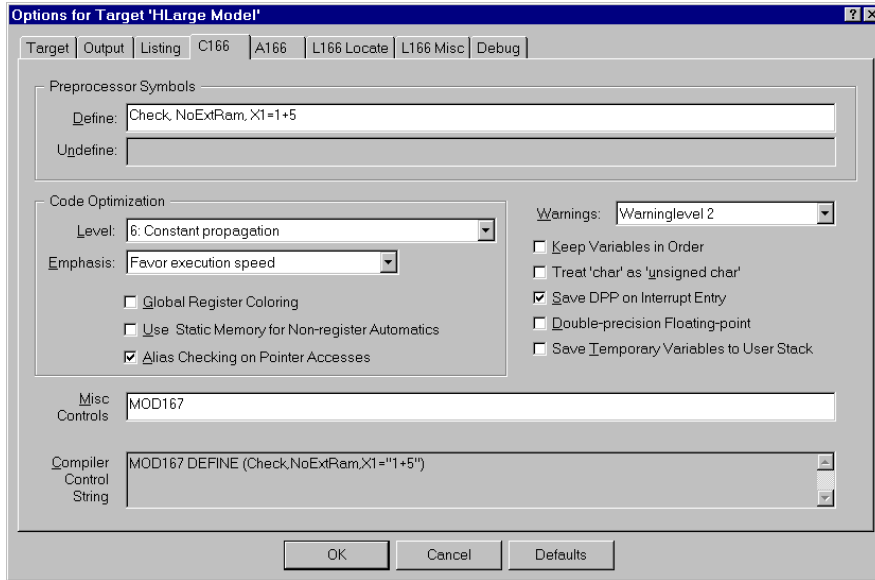 Options for Target 'HLarge Model'
Target Output Listing C166 A166 L166 Locate L166 Misc Debug
Preprocessor Symbols
Define: Check, NoExtRam, X1=1+5
Undefine:
Code Optimization
Level: 6: Constant propagation
Emphasis: Favor execution speed
Global Register Coloring
Use Static Memory for Non-register Automatics
Alias Checking on Pointer Accesses
Warnings: Warninglevel 2
Keep Variables in Order
Treat 'char' as 'unsigned char'
Save DPP on Interrupt Entry
Double-precision Floating-point
Save Temporary Variables to User Stack
Misc
Controls
MOD167
Compiler
Control
String
MOD167 DEFINE (Check,NoExtRam,X1="1+5")
OK Cancel Defaults